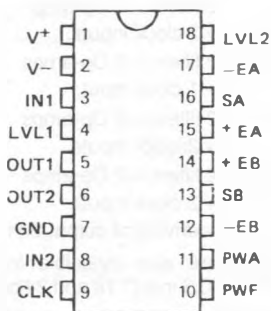 V+ 1 18 LVL2
V− 2 17 −EA
IN1 3 16 SA
LVL1 4 15 +EA
OUT1 5 14 +EB
OUT2 6 13 SB
GND 7 12 −EB
IN2 8 11 PWA
CLK 9 10 PWF